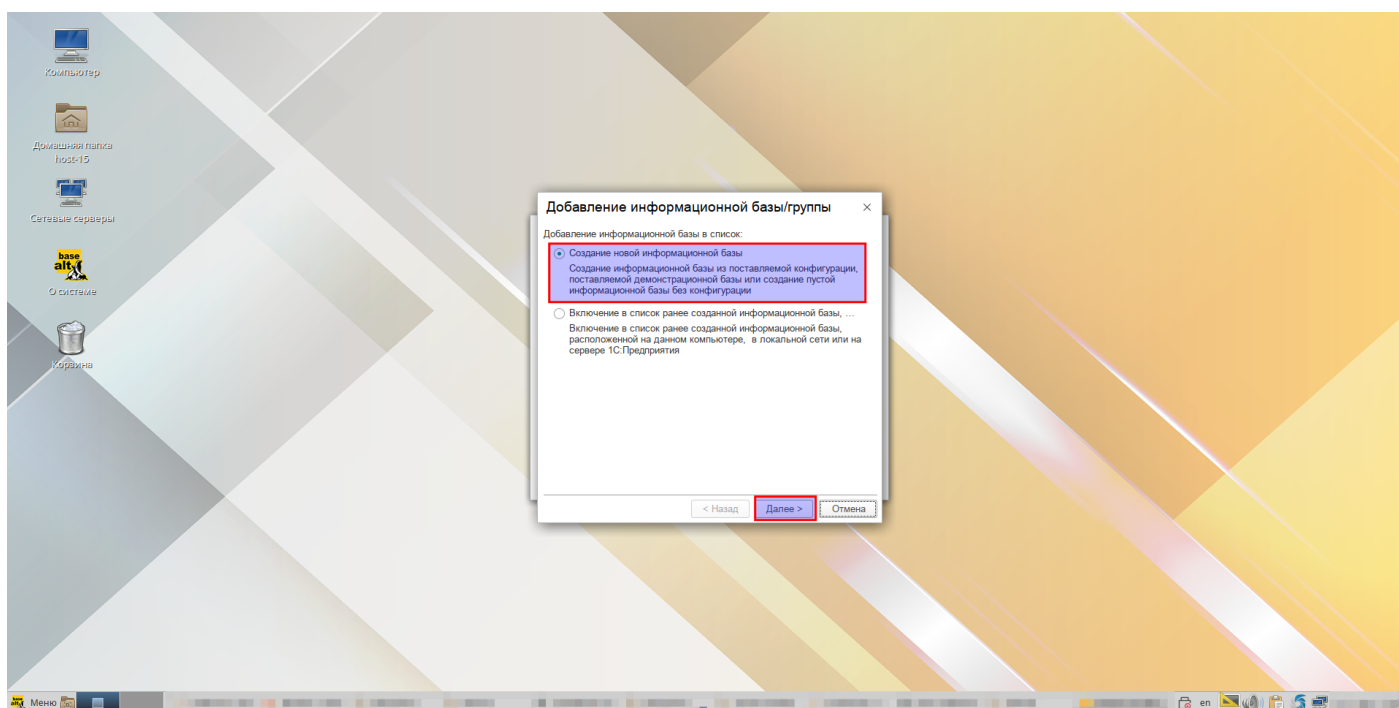 Компьютер
Домашняя папка
host-15
Сетевые серверы
base
alt
О системе
Корзина
Добавление информационной базы/группы
Добавление информационной базы в список:
Создание новой информационной базы
Создание информационной базы из поставляемой конфигурации,
поставляемой демонстрационной базы или создание пустой
информационной базы без конфигурации
Включение в список ранее созданной информационной базы, ...
Включение в список ранее созданной информационной базы,
расположенной на данном компьютере, в локальной сети или на
сервере 1С:Предприятия
< Назад
Далее >
Отмена
base
alt
Меню
en